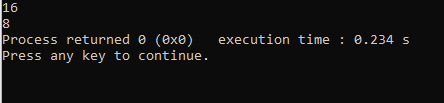 16
8
Process returned 0 (0x0)   execution time : 0.234 s
Press any key to continue.